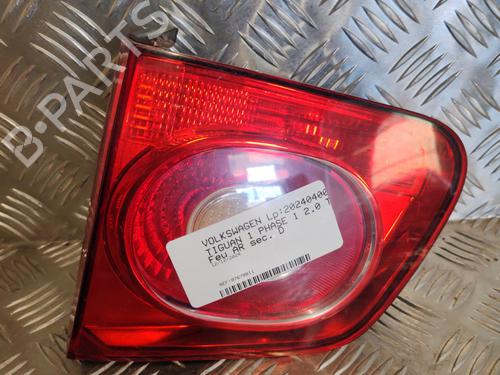 B-PARTS
VOLKSWAGEN Lp:20240400
TIGUAN 1 PHASE 1 2.0 T
Feu AR sec. D